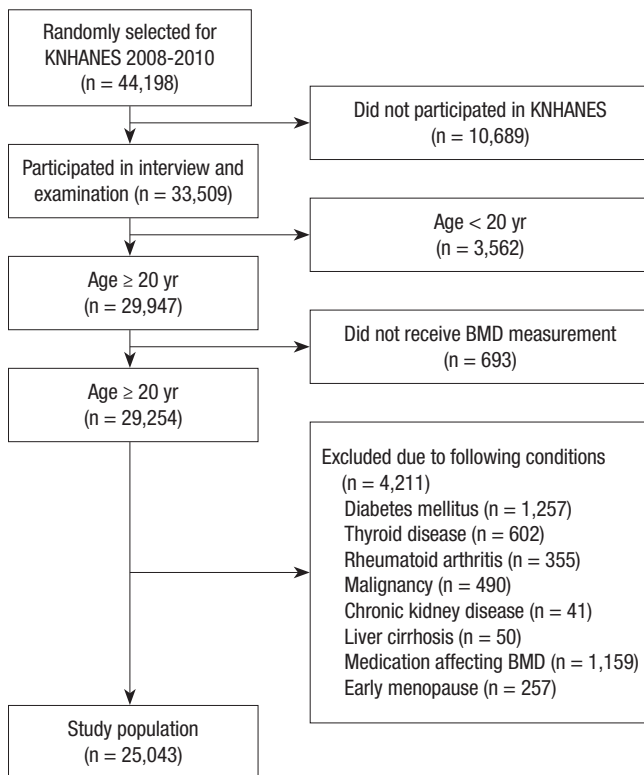 Randomly selected for
KNHANES 2008-2010
(n = 44,198)
Did not participated in KNHANES
(n = 10,689)
Participated in interview and
examination (n = 33,509)
Age < 20 yr
(n = 3,562)
Age ≥ 20 yr
(n = 29,947)
Did not receive BMD measurement
(n = 693)
Age ≥ 20 yr
(n = 29,254)
Excluded due to following conditions
(n = 4,211)
Diabetes mellitus (n = 1,257)
Thyroid disease (n = 602)
Rheumatoid arthritis (n = 355)
Malignancy (n = 490)
Chronic kidney disease (n = 41)
Liver cirrhosis (n = 50)
Medication affecting BMD (n = 1,159)
Early menopause (n = 257)
Study population
(n = 25,043)